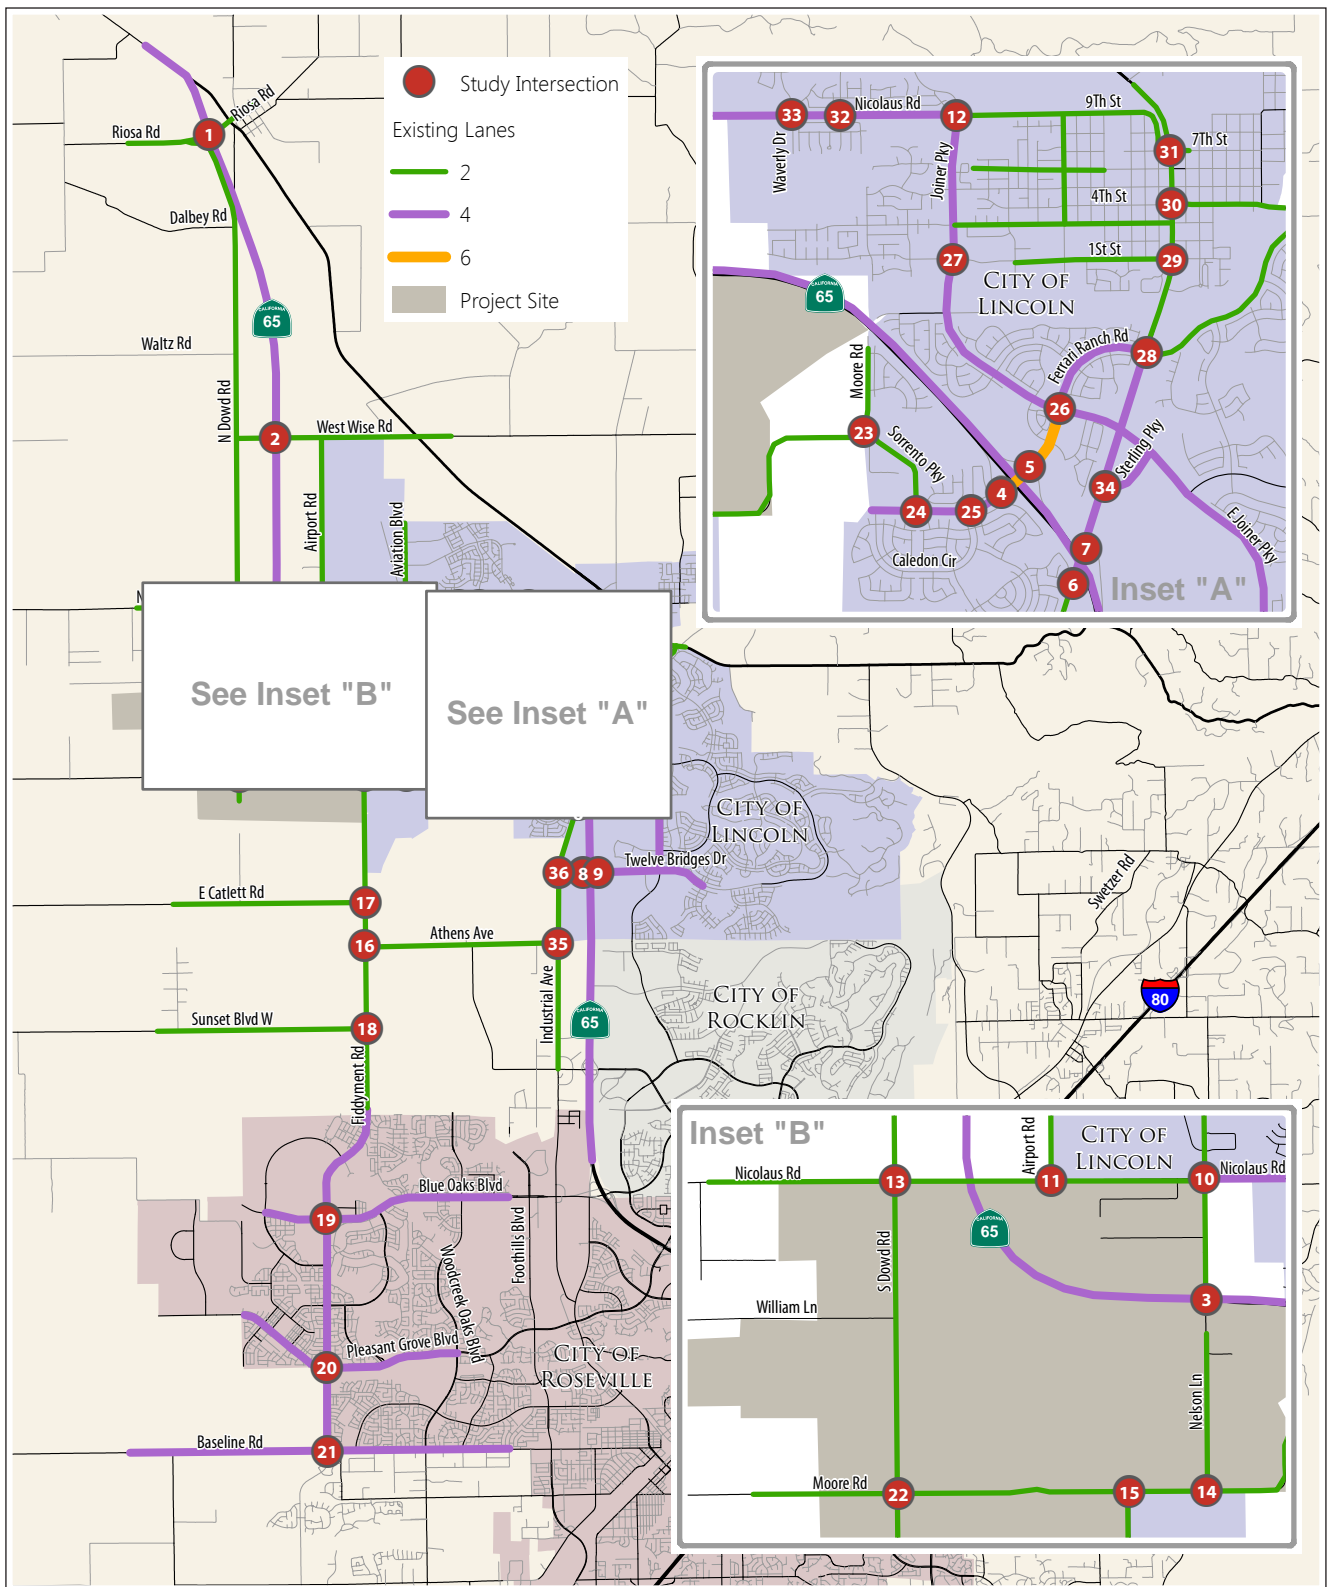 Study Intersection
Existing Lanes
2
4
6
Project Site
Riosa Rd
Riosa Rd
1
Dalbey Rd
CALIFORNIA
65
Waltz Rd
N Dowd Rd
2
West Wise Rd
Airport Rd
Aviation Blvd
N
See Inset "B"
See Inset "A"
CITY OF
LINCOLN
36
8
9
Twelve Bridges Dr
E Catlett Rd
17
16
Athens Ave
35
Industrial Ave
Sunset Blvd W
18
Fiddyment Rd
CALIFORNIA
65
CITY OF
ROCKLIN
Swetzer Rd
80
Blue Oaks Blvd
19
Woodcreek Oaks Blvd
Foothills Blvd
Pleasant Grove Blvd
20
CITY OF
ROSEVILLE
Baseline Rd
21
33
32
Nicolaus Rd
12
9Th St
Waverly Dr
Joiner Pky
31
7Th St
4Th St
30
27
1St St
29
CITY OF
LINCOLN
CALIFORNIA
65
Ferrari Ranch Rd
28
Moore Rd
26
23
Sorrento Pky
5
4
Sterling Pky
34
24
25
E Joiner Pky
Caledon Cir
7
6
Inset "A"
Inset "B"
Airport Rd
CITY OF
LINCOLN
Nicolaus Rd
13
11
10
Nicolaus Rd
CALIFORNIA
65
S Dowd Rd
William Ln
3
Nelson Ln
Moore Rd
22
15
14